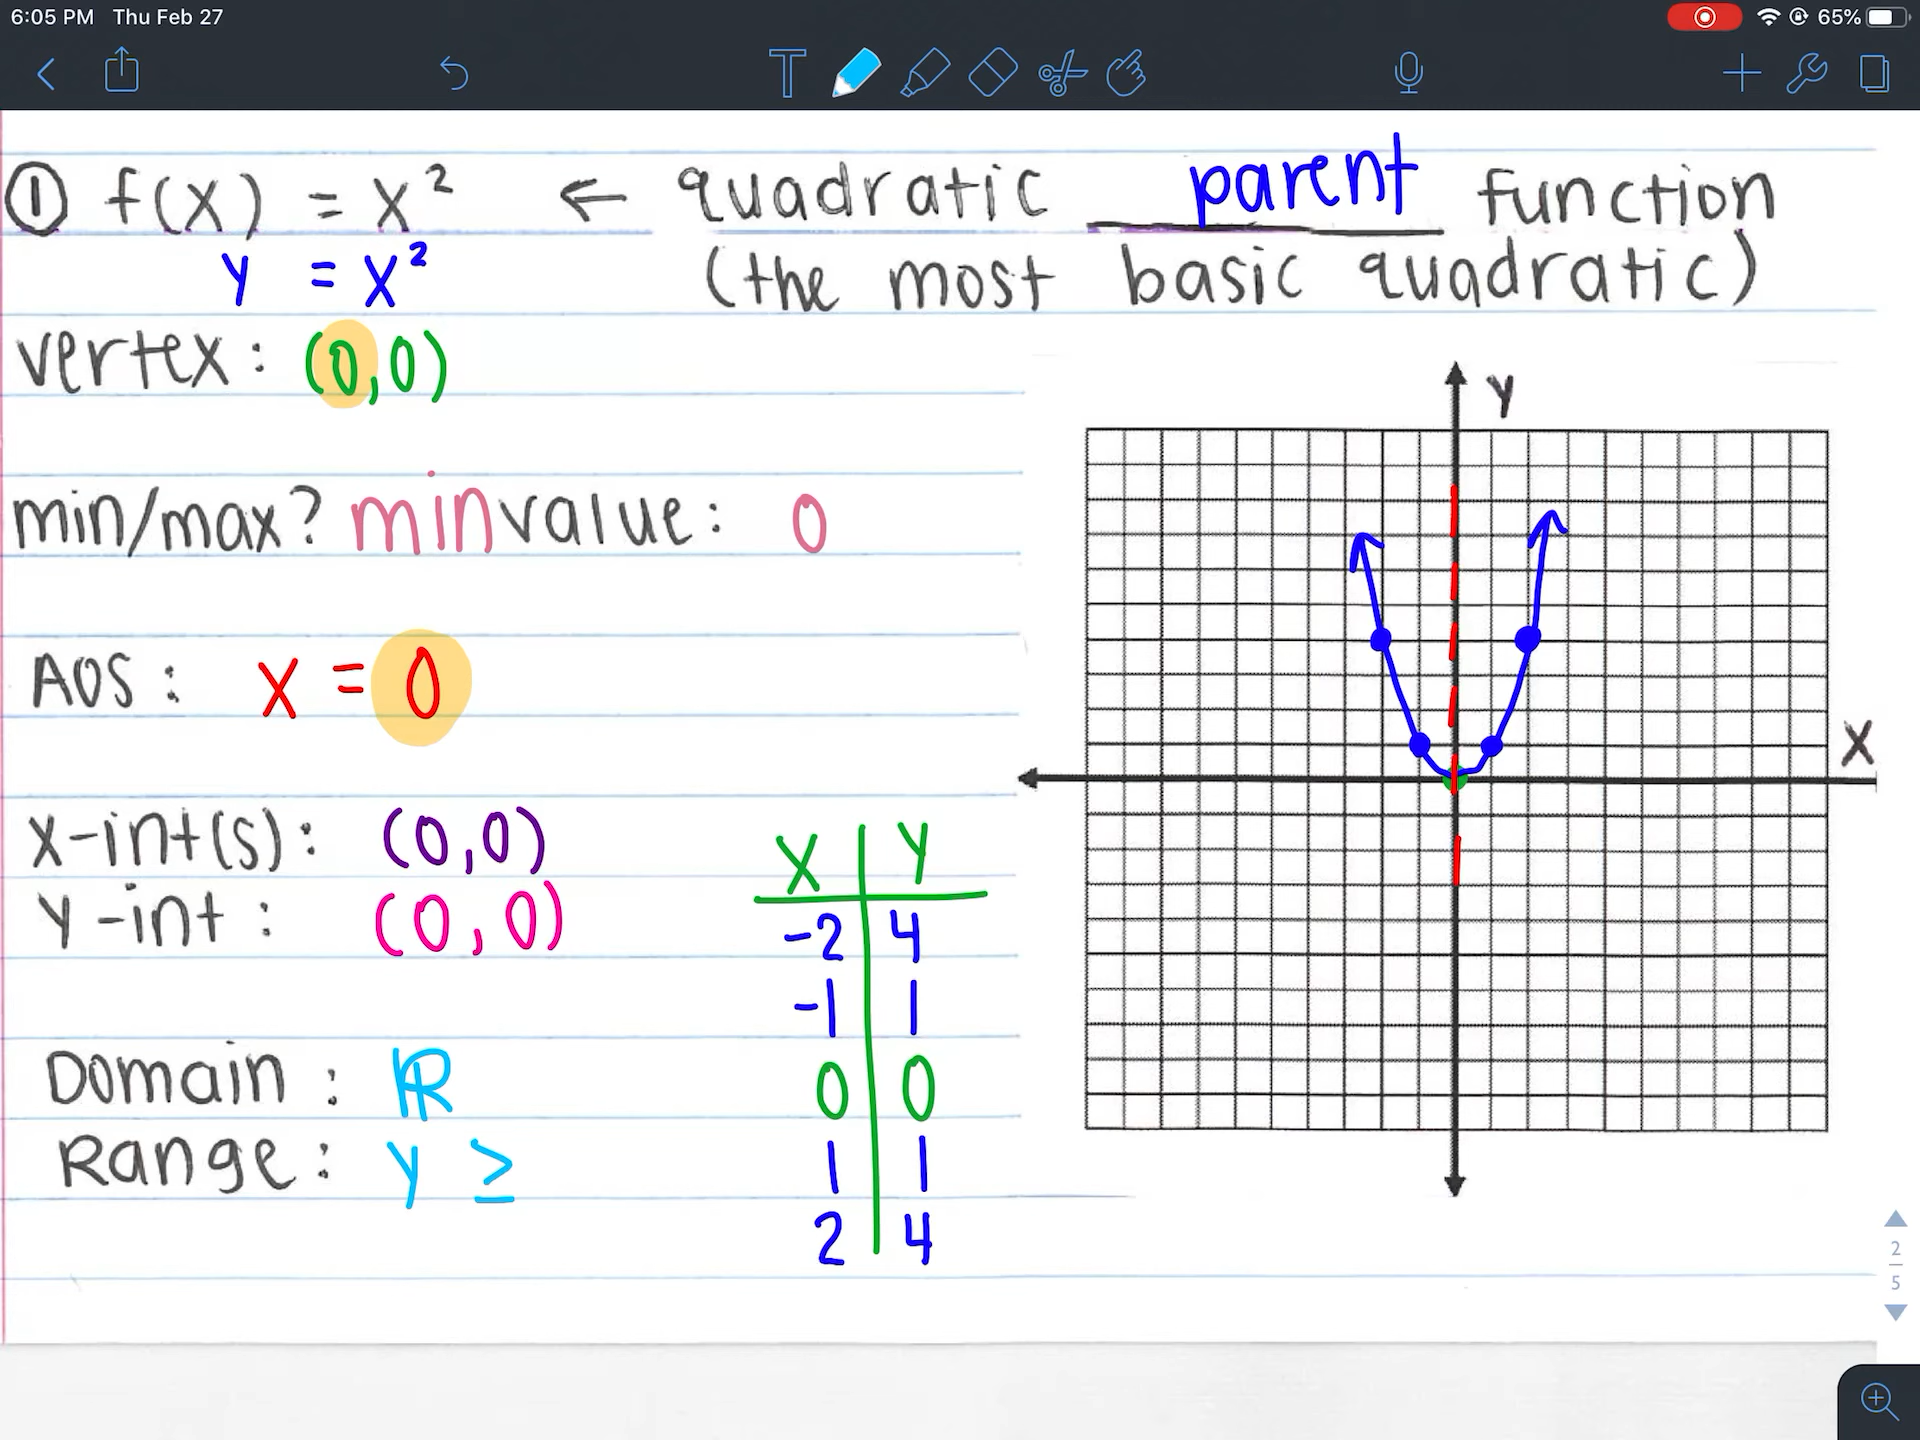 6:05 PM Thu Feb 27 65%
① f(x) = x² ← quadratic parent function
y = x² (the most basic quadratic)
vertex: (0,0)
y
min/max? min value: 0
AOS: x = 0
x
x-int(s): (0,0)
y-int: (0,0)
x y
-2 4
-1 1
0 0
1 1
2 4
Domain: ℝ
Range: y ≥
2
5